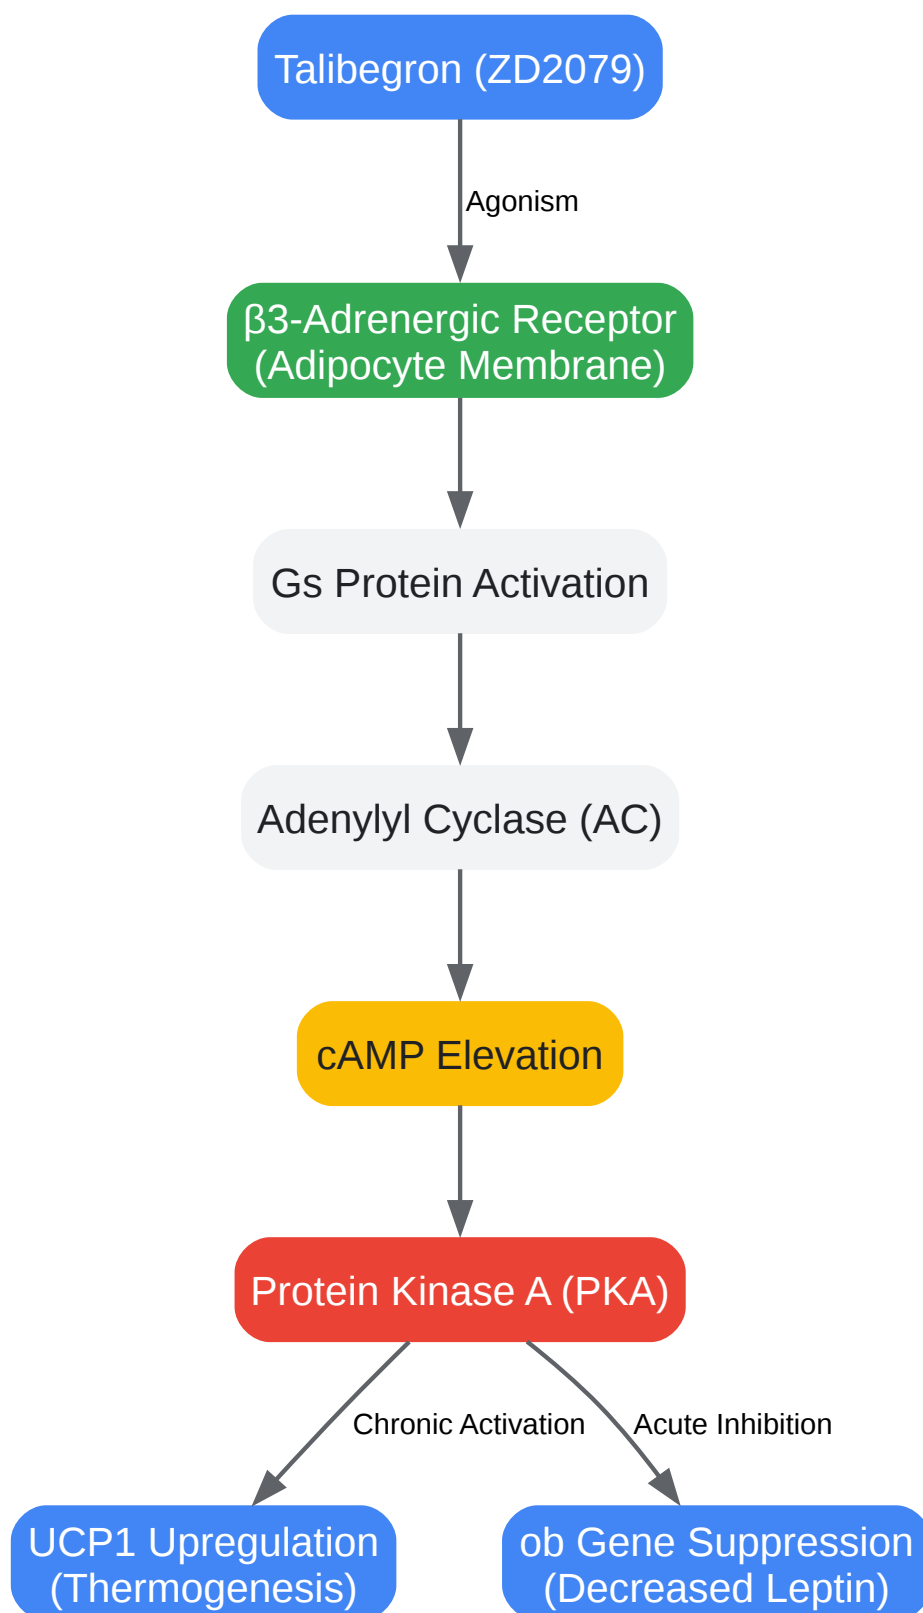 Talibegron (ZD2079)
Agonism
β3-Adrenergic Receptor
(Adipocyte Membrane)
Gs Protein Activation
Adenylyl Cyclase (AC)
cAMP Elevation
Protein Kinase A (PKA)
Chronic Activation
Acute Inhibition
UCP1 Upregulation
(Thermogenesis)
ob Gene Suppression
(Decreased Leptin)